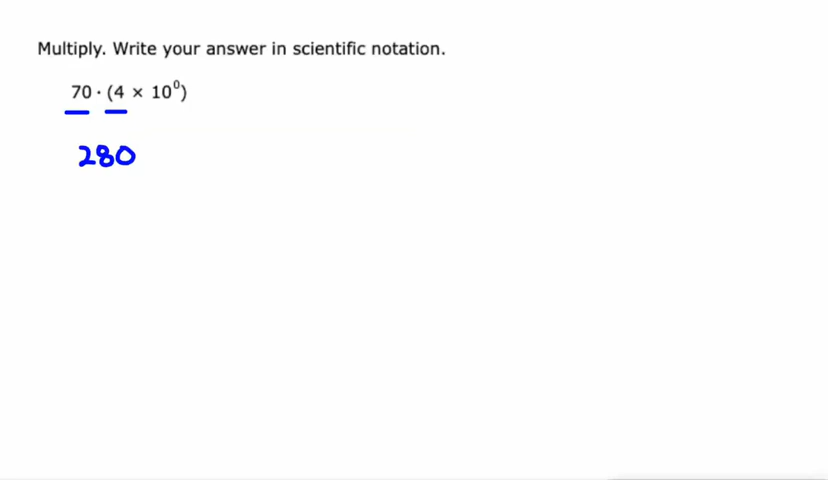 Multiply. Write your answer in scientific notation.
70 · (4 × 10⁰)
280